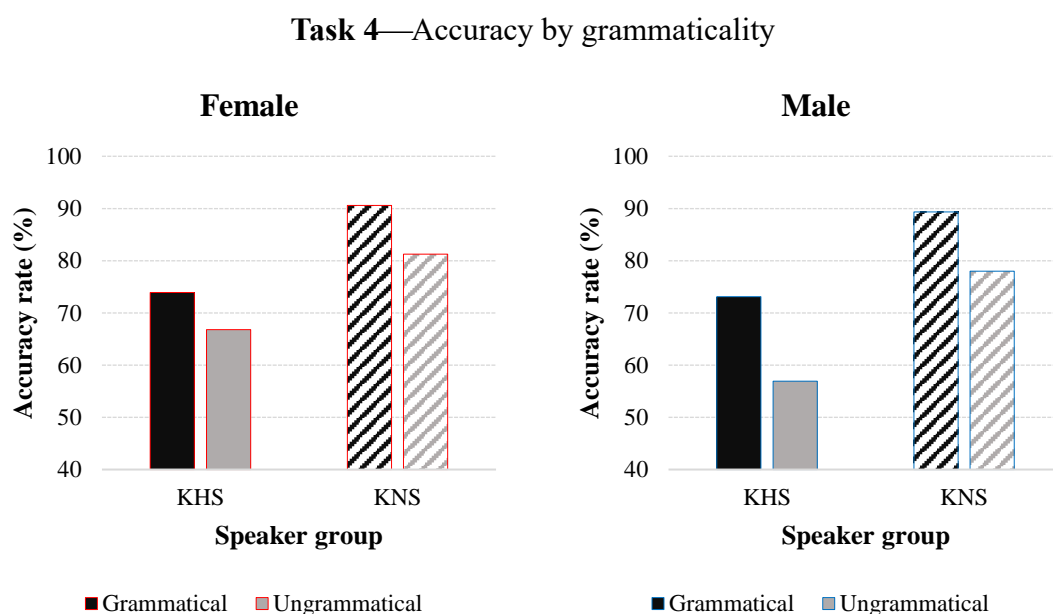 Task 4—Accuracy by grammaticality
Female
Accuracy rate (%)
100
90
80
70
60
50
40
KHS KNS
Speaker group
Grammatical Ungrammatical
Male
Accuracy rate (%)
100
90
80
70
60
50
40
KHS KNS
Speaker group
Grammatical Ungrammatical